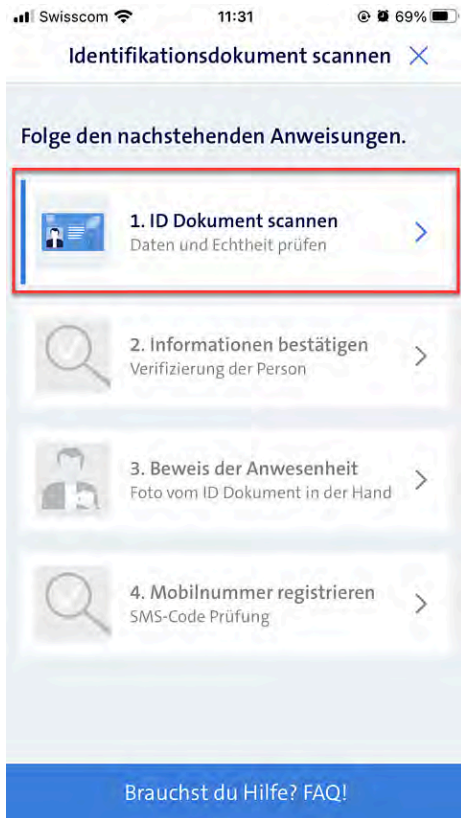 Swisscom 11:31 69%
Identifikationsdokument scannen
Folge den nachstehenden Anweisungen.
1. ID Dokument scannen
Daten und Echtheit prüfen
2. Informationen bestätigen
Verifizierung der Person
3. Beweis der Anwesenheit
Foto vom ID Dokument in der Hand
4. Mobilnummer registrieren
SMS-Code Prüfung
Brauchst du Hilfe? FAQ!